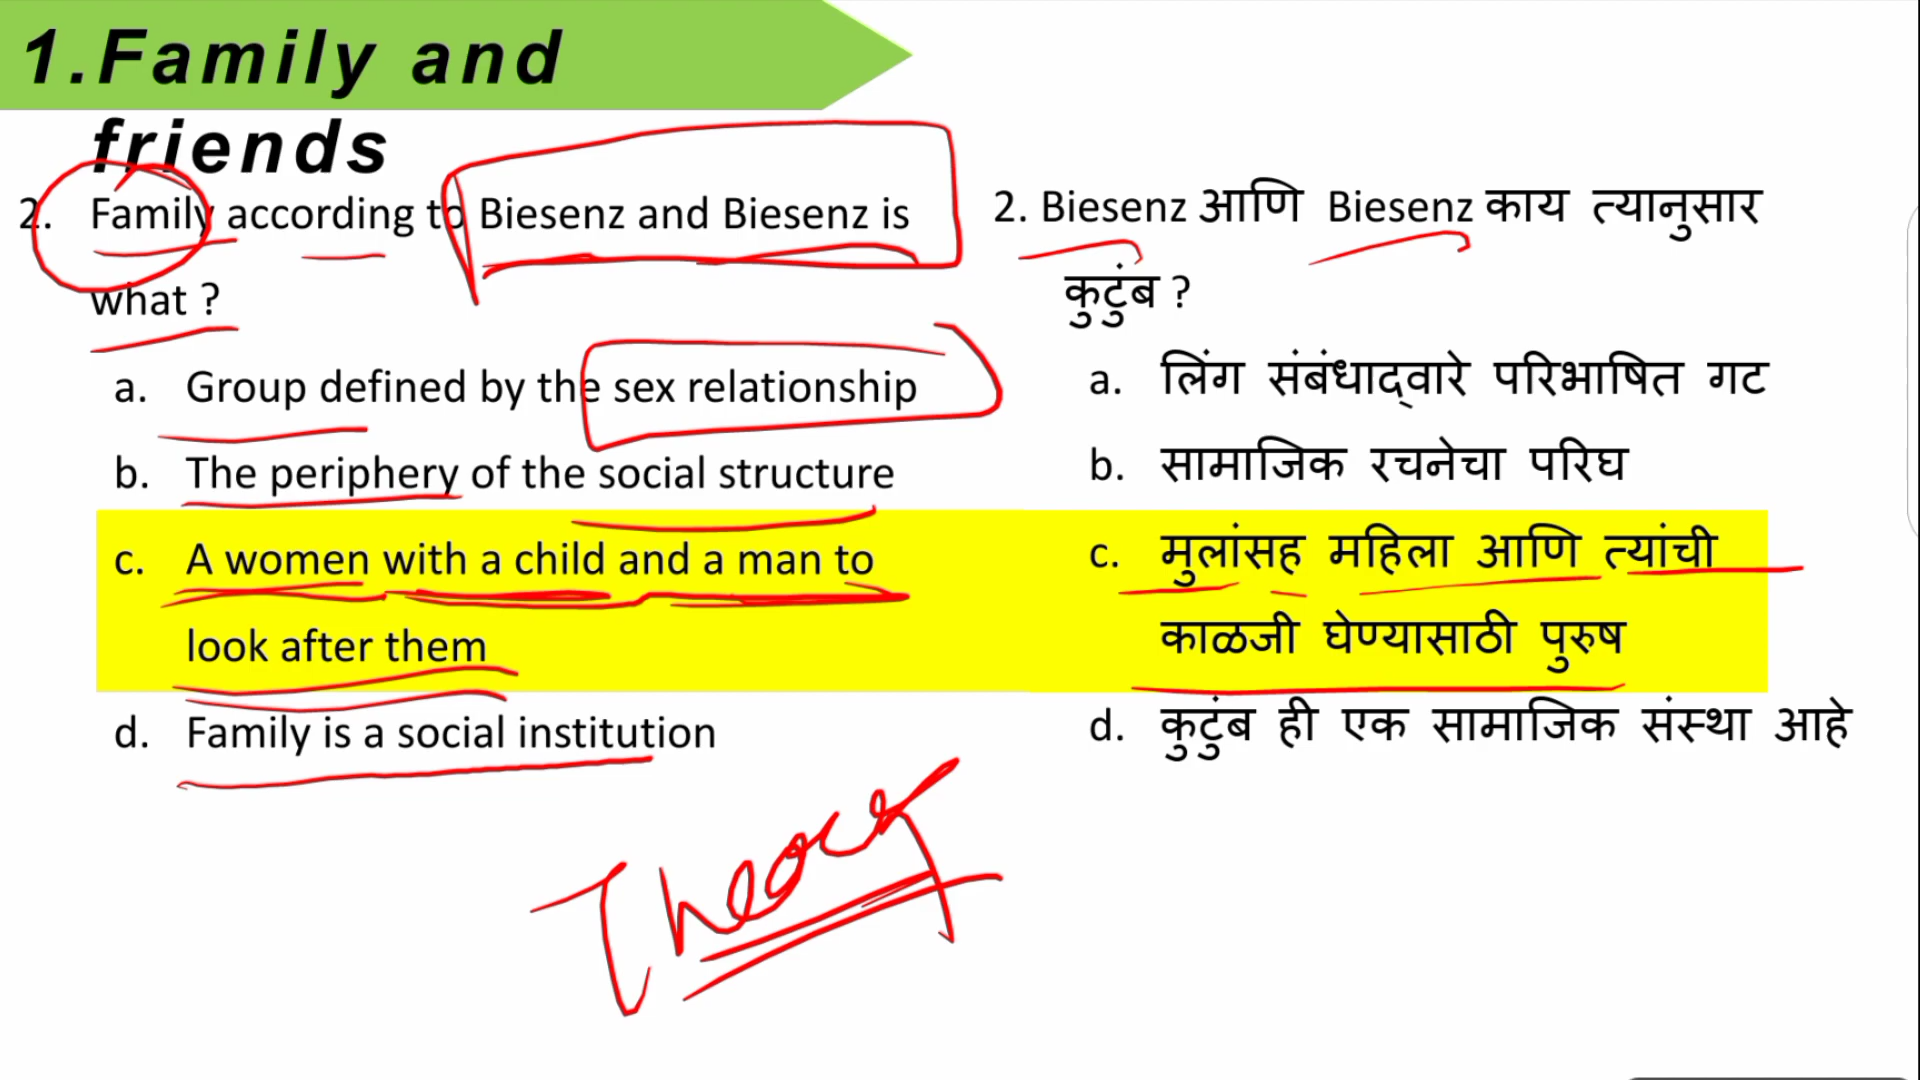 1.Family and
friends
2. Family according to Biesenz and Biesenz is
what ?
a. Group defined by the sex relationship
b. The periphery of the social structure
c. A women with a child and a man to
look after them
d. Family is a social institution
2. Biesenz आणि Biesenz काय त्यानुसार
कुटुंब ?
a. लिंग संबंधाद्वारे परिभाषित गट
b. सामाजिक रचनेचा परिघ
c. मुलांसह महिला आणि त्यांची
काळजी घेण्यासाठी पुरुष
d. कुटुंब ही एक सामाजिक संस्था आहे
Theory